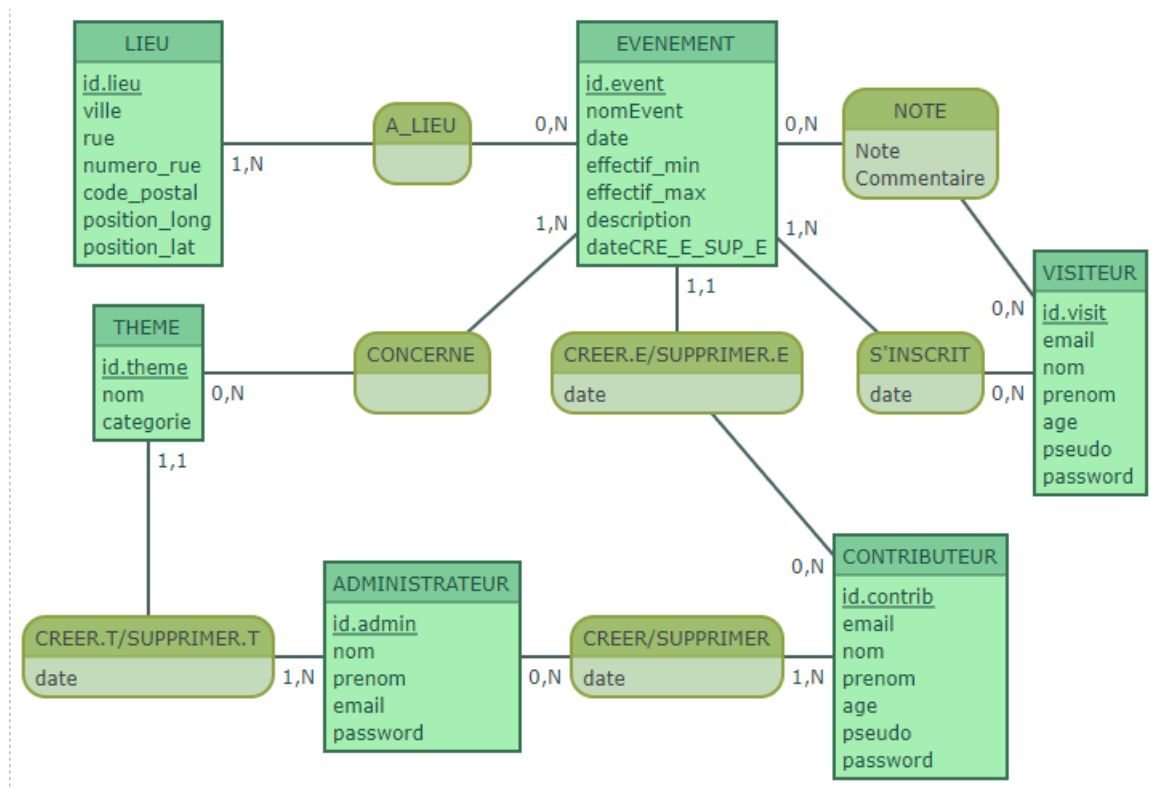 LIEU
id.lieu
ville
rue
numero_rue
code_postal
position_long
position_lat
1,N
A_LIEU
0,N
EVENEMENT
id.event
nomEvent
date
effectif_min
effectif_max
description
dateCRE_E_SUP_E
0,N
NOTE
Note
Commentaire
1,N
1,1
1,N
0,N
VISITEUR
id.visit
email
nom
prenom
age
pseudo
password
THEME
id.theme
nom
categorie
0,N
CONCERNE
CREER.E/SUPPRIMER.E
date
S'INSCRIT
date
0,N
1,1
0,N
CREER.T/SUPPRIMER.T
date
1,N
ADMINISTRATEUR
id.admin
nom
prenom
email
password
0,N
CREER/SUPPRIMER
date
1,N
CONTRIBUTEUR
id.contrib
email
nom
prenom
age
pseudo
password